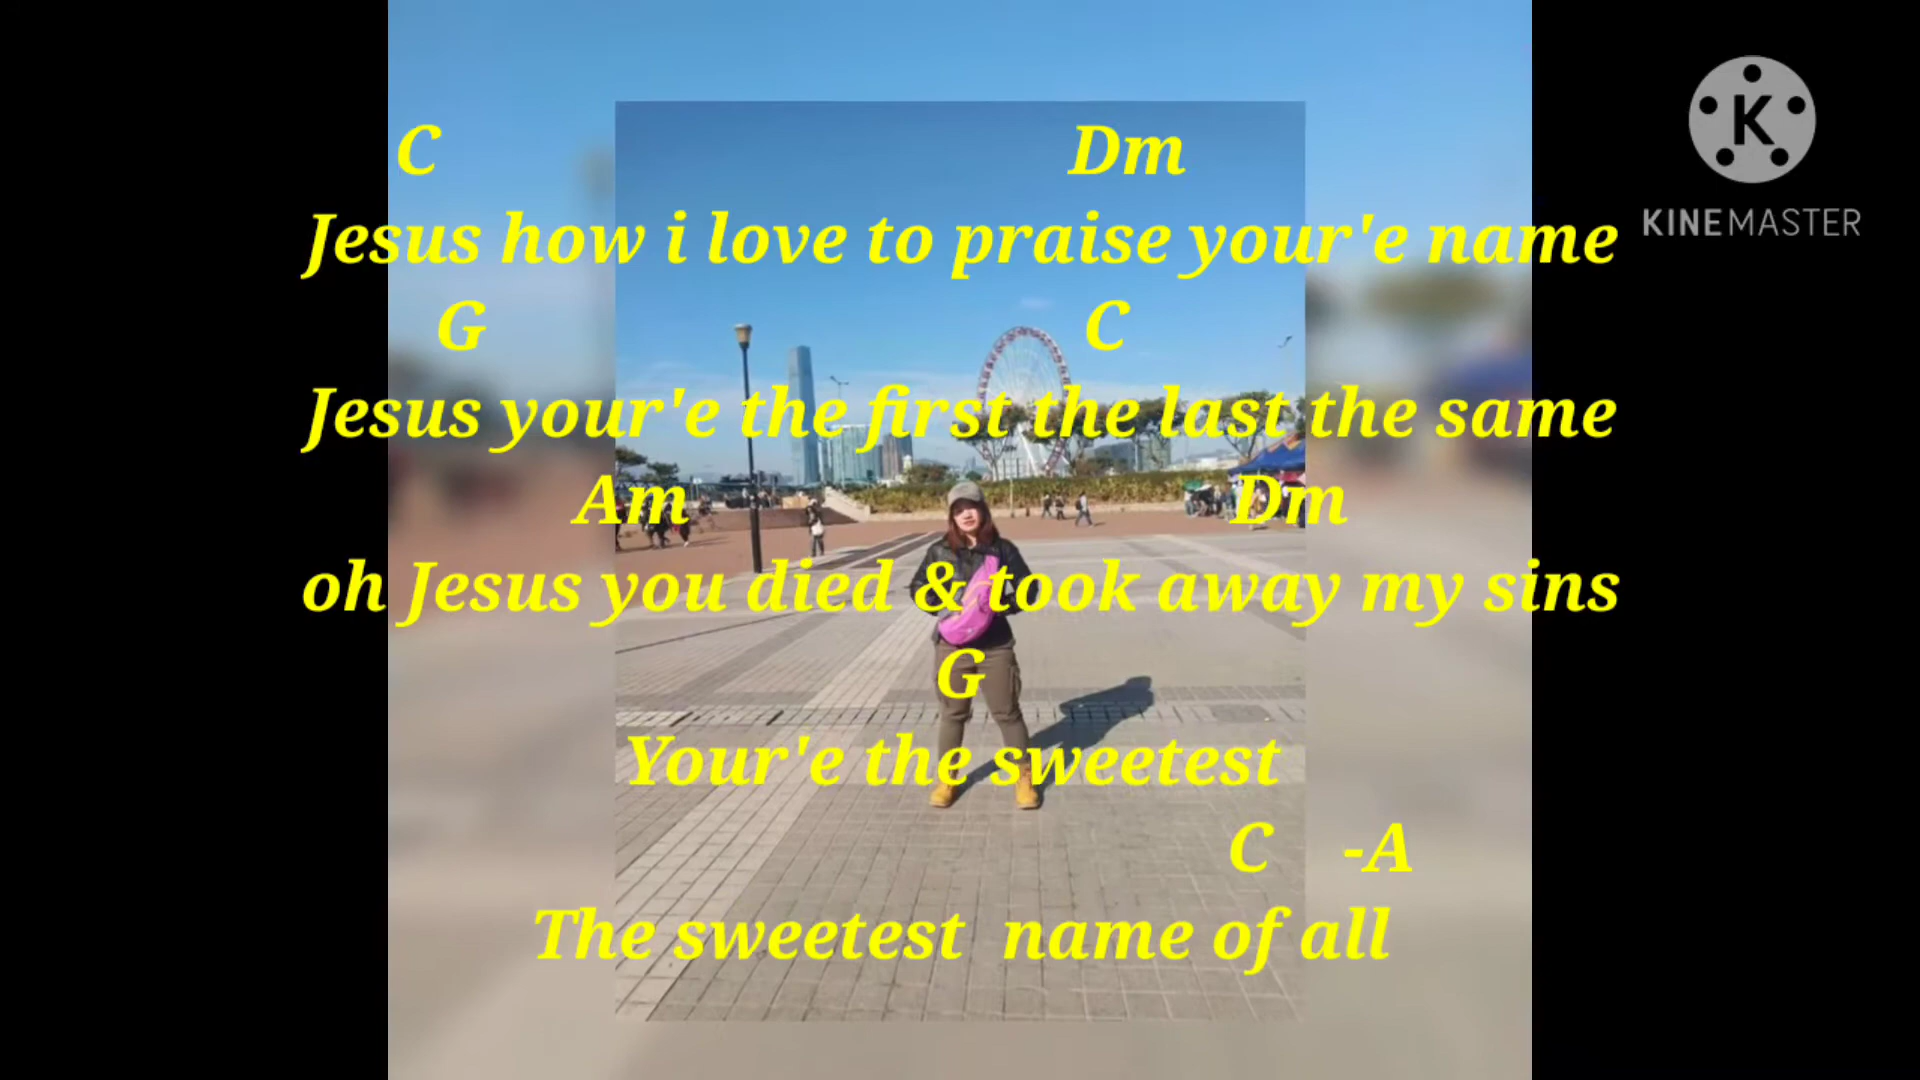 C Dm
Jesus how i love to praise your'e name
G C
Jesus your'e the first the last the same
Am Dm
oh Jesus you died & took away my sins
G
Your'e the sweetest
C -A
The sweetest name of all
K
KINEMASTER